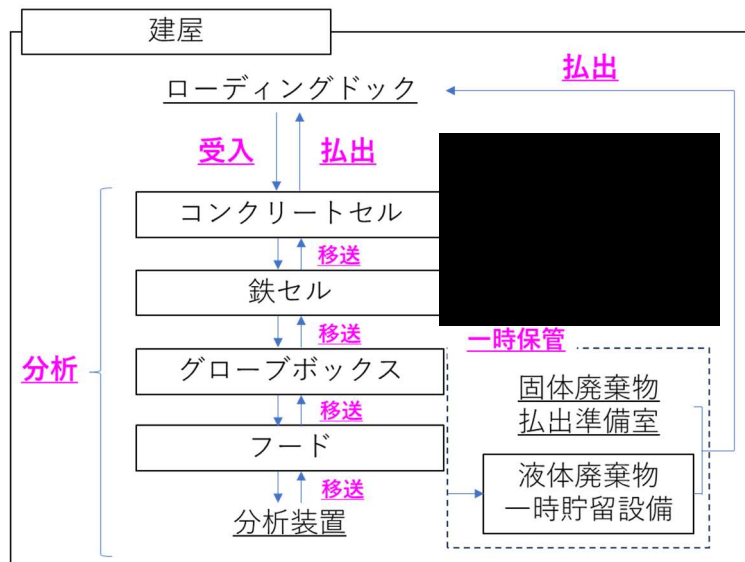 建屋
払出
ローディングドック
受入
払出
コンクリートセル
移送
鉄セル
移送
一時保管
分析
グローブボックス
固体廃棄物
払出準備室
移送
フード
液体廃棄物
一時貯留設備
移送
分析装置